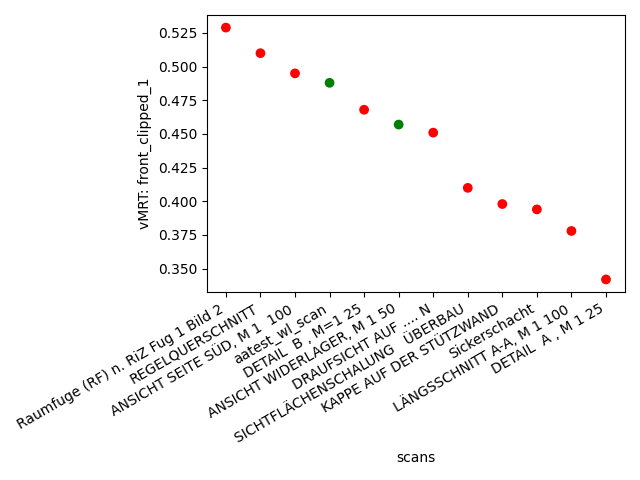 0.525
0.500
0.475
0.450
0.425
0.400
0.375
0.350
vMRT: front_clipped_1
Raumfuge (RF) n. RiZ Fug 1 Bild 2
REGELQUERSCHNITT
ANSICHT SEITE SÜD, M 1  100
aatest_wl_scan
DETAIL  B , M=1 25
ANSICHT WIDERLAGER, M 1 50
DRAUFSICHT AUF .... N
SICHTFLÄCHENSCHALUNG   ÜBERBAU
KAPPE AUF DER STÜTZWAND
Sickerschacht
LÄNGSSCHNITT A-A, M 1 100
DETAIL  A , M 1 25
scans